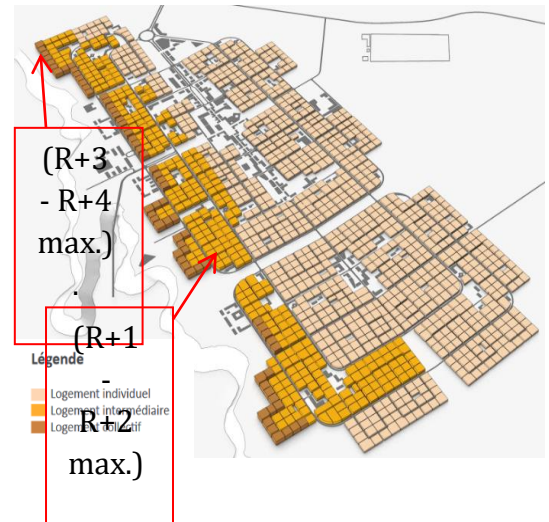 (R+3
- R+4
max.)
.
(R+1
-
R+2
max.)
Légende
Logement individuel
Logement intermédiaire
Logement collectif